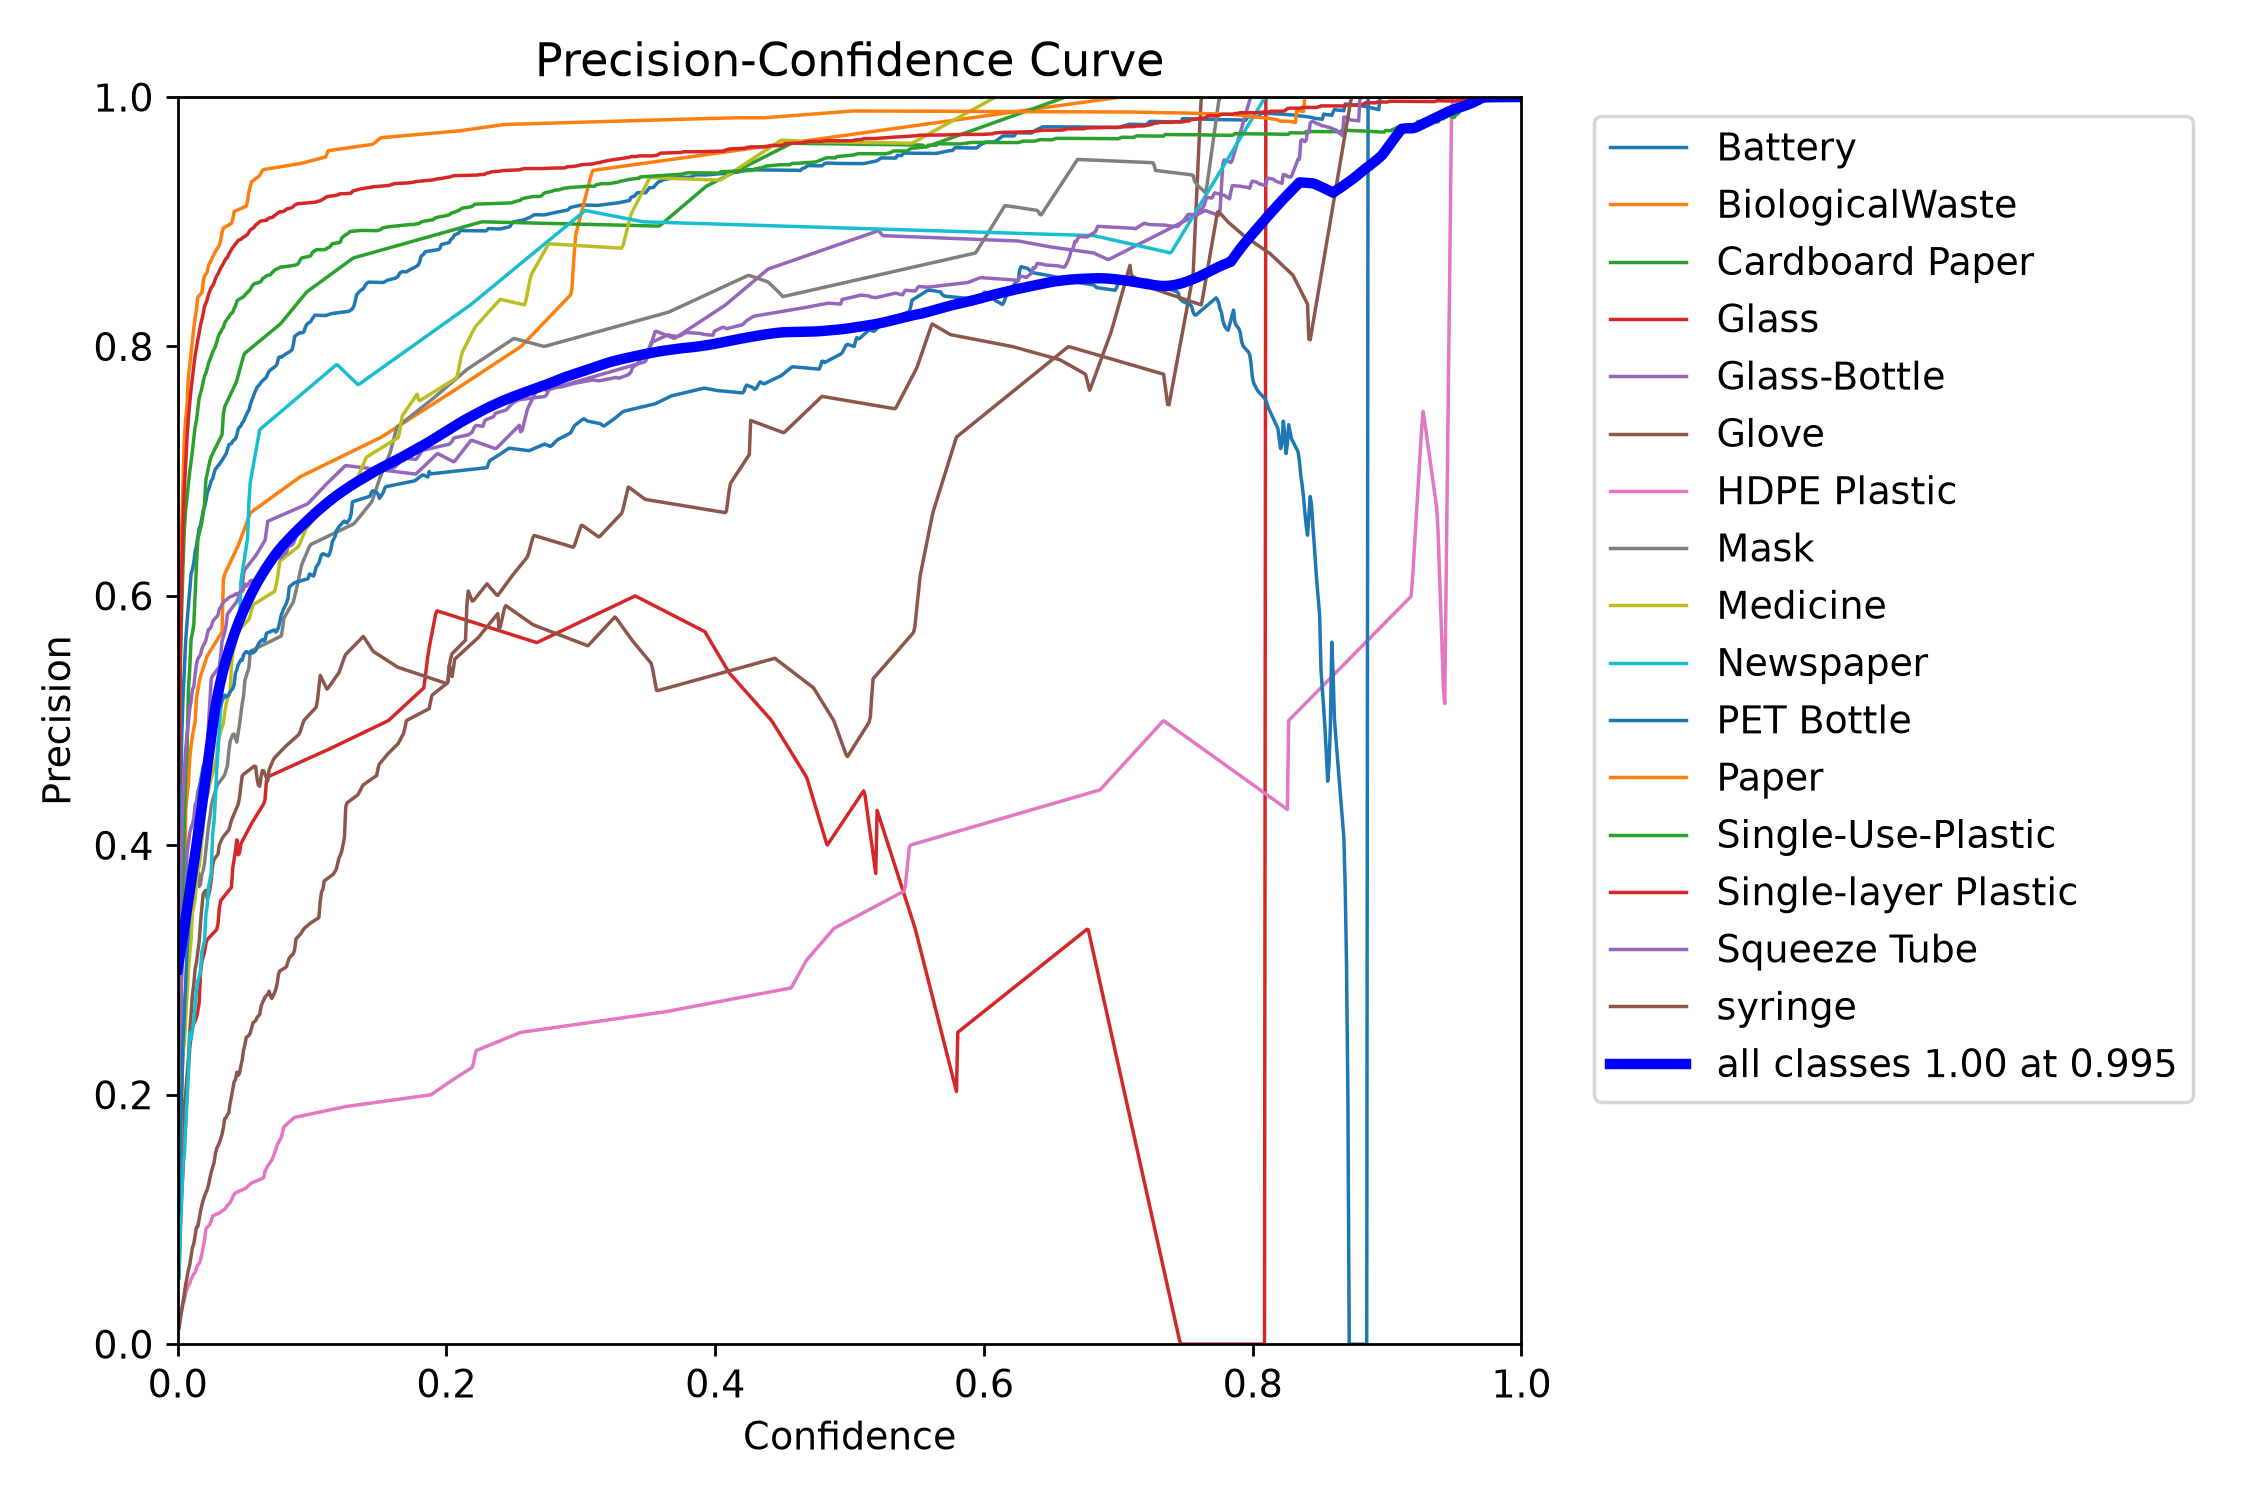 Precision-Confidence Curve
1.0
0.8
0.6
0.4
0.2
0.0
Precision
0.0 0.2 0.4 0.6 0.8 1.0
Confidence
Battery
BiologicalWaste
Cardboard Paper
Glass
Glass-Bottle
Glove
HDPE Plastic
Mask
Medicine
Newspaper
PET Bottle
Paper
Single-Use-Plastic
Single-layer Plastic
Squeeze Tube
syringe
all classes 1.00 at 0.995